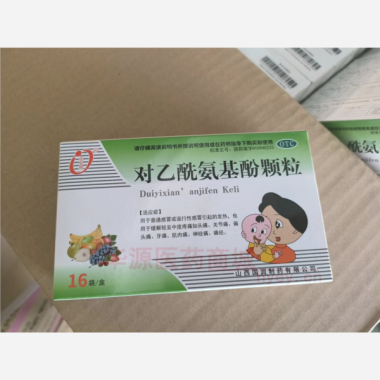 请仔细阅读说明书并按说明使用或在药师指导下购买和使用
OTC
对乙酰氨基酚颗粒
Duiyixian'anjifen Keli
【适应症】
用于普通感冒或流行性感冒引起的发热，也
用于缓解轻至中度疼痛如头痛、关节痛、偏
头痛、牙痛、肌肉痛、神经痛、痛经。
16袋/盒
源医药商
制药有限公司